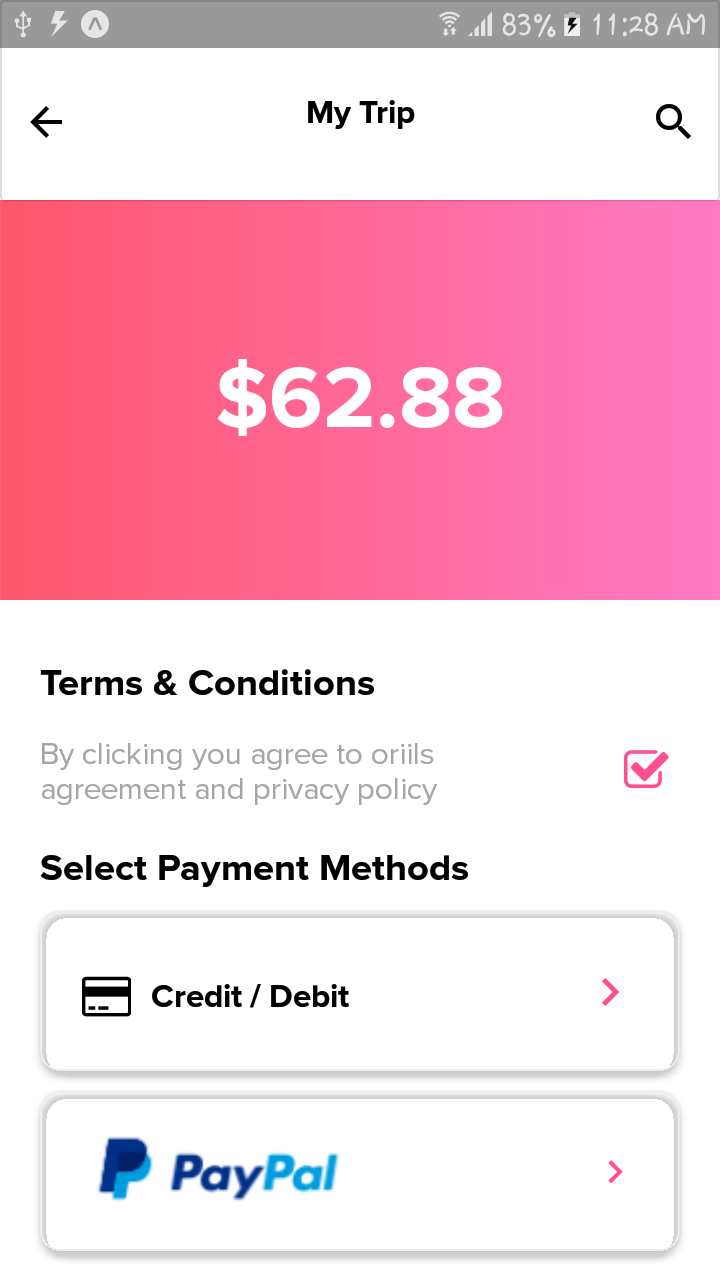 83% 11:28 AM
My Trip
$62.88
Terms & Conditions
By clicking you agree to oriils
agreement and privacy policy
Select Payment Methods
Credit / Debit
PayPal